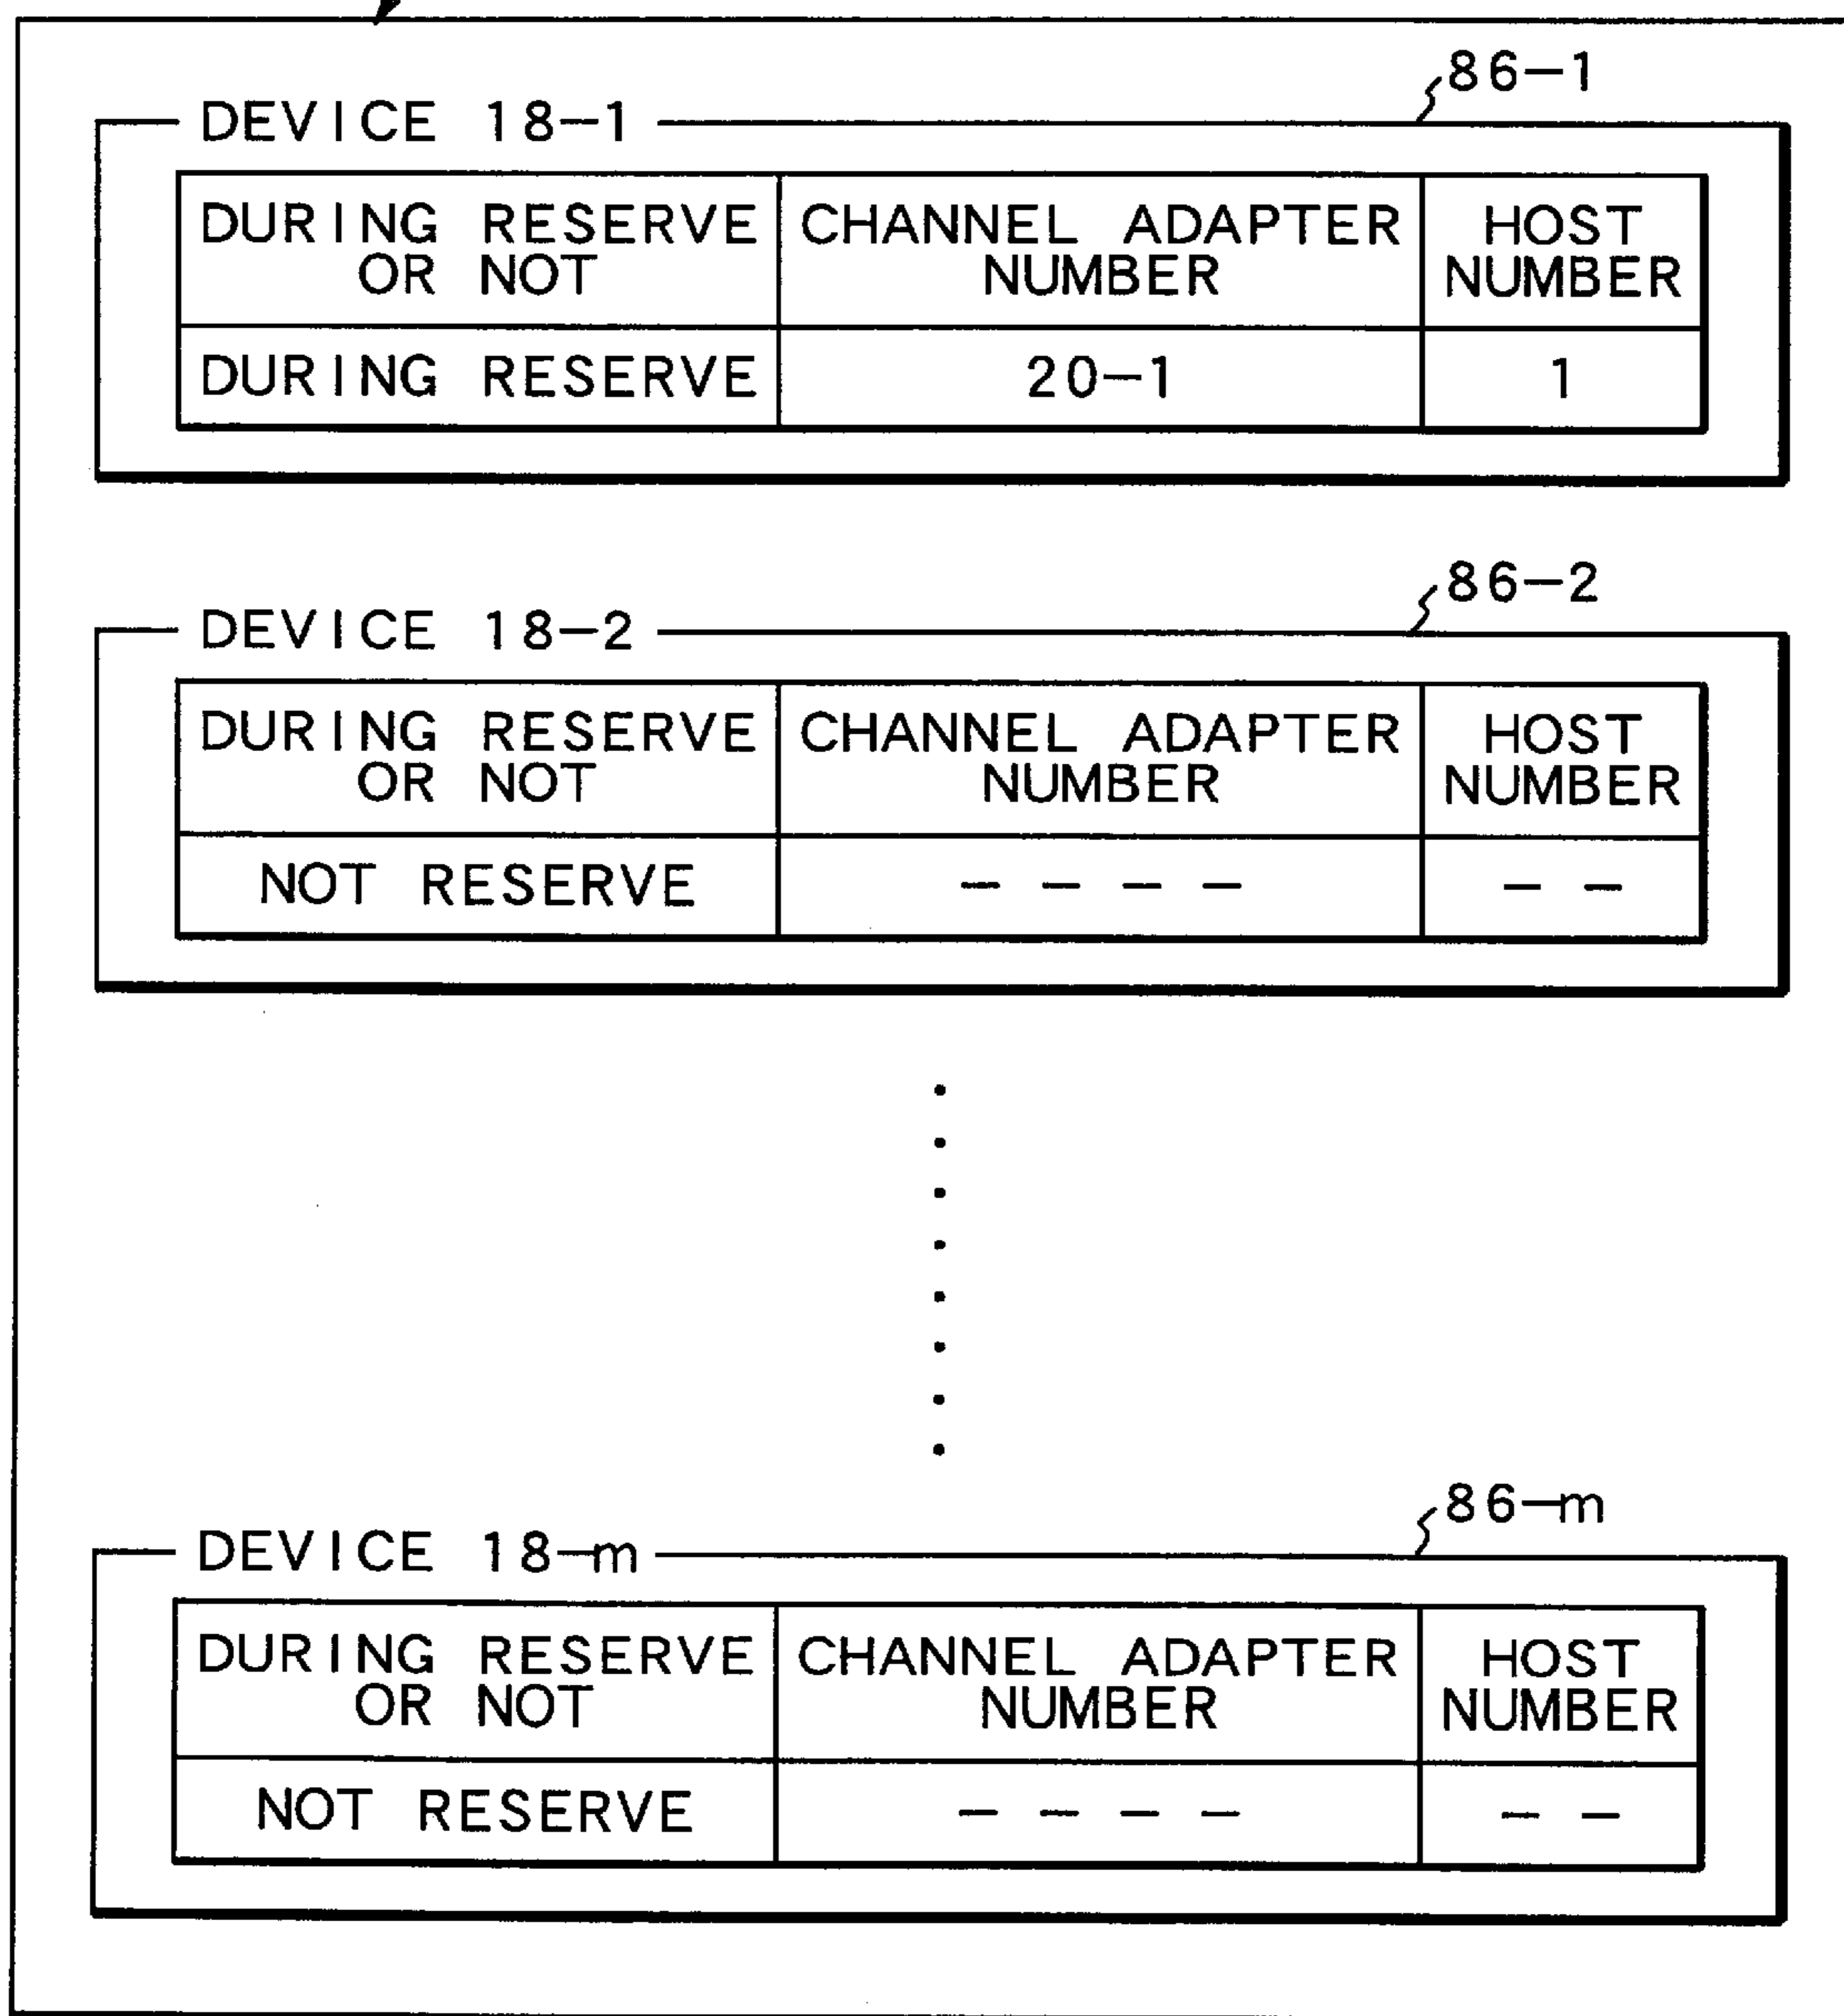 86-1
DEVICE 18-1
DURING RESERVE OR NOT
CHANNEL ADAPTER NUMBER
HOST NUMBER
DURING RESERVE
20-1
1
86-2
DEVICE 18-2
DURING RESERVE OR NOT
CHANNEL ADAPTER NUMBER
HOST NUMBER
NOT RESERVE
- - - -
- -
86-m
DEVICE 18-m
DURING RESERVE OR NOT
CHANNEL ADAPTER NUMBER
HOST NUMBER
NOT RESERVE
- - - -
- -